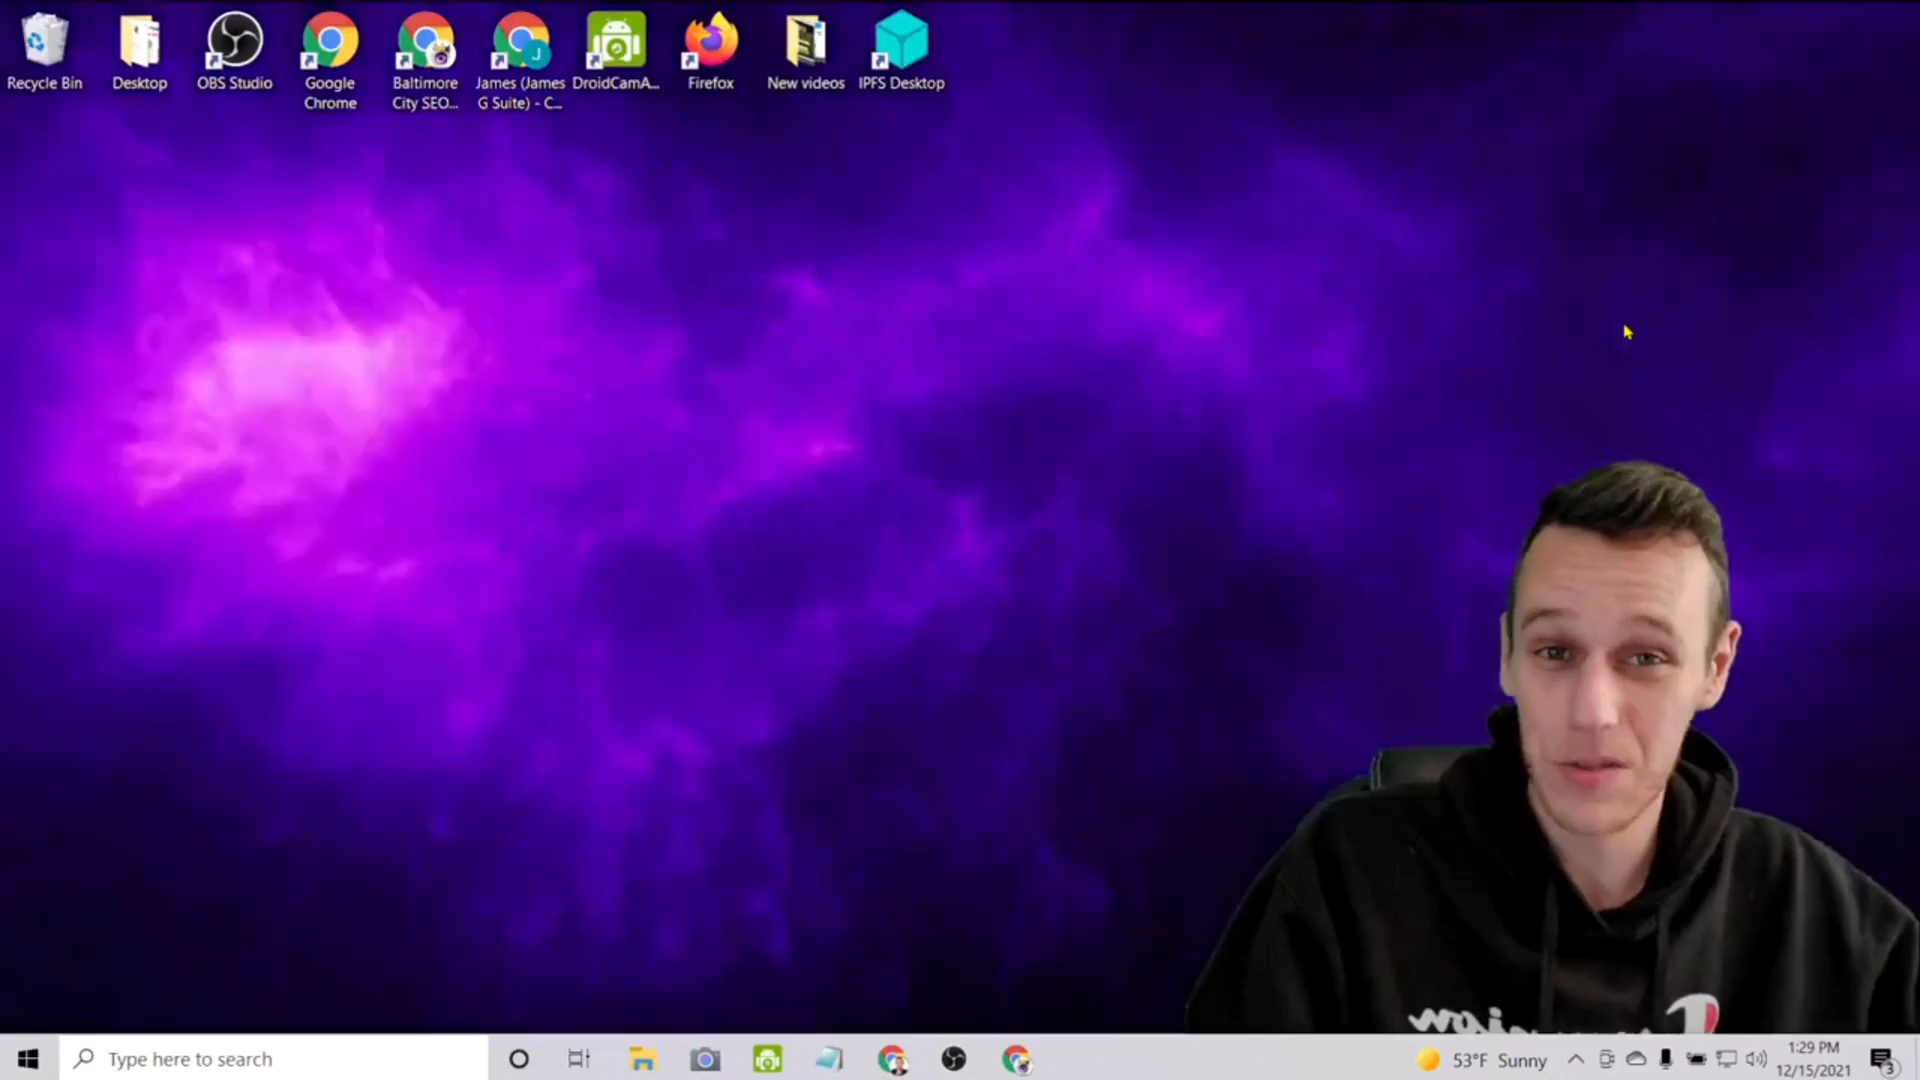 Recycle Bin
Desktop
OBS Studio
Google
Chrome
Baltimore
City SEO...
James (James
G Suite) - C...
DroidCamA...
Firefox
New videos
IPFS Desktop
J
Type here to search
53°F Sunny
1:29 PM
12/15/2021
3